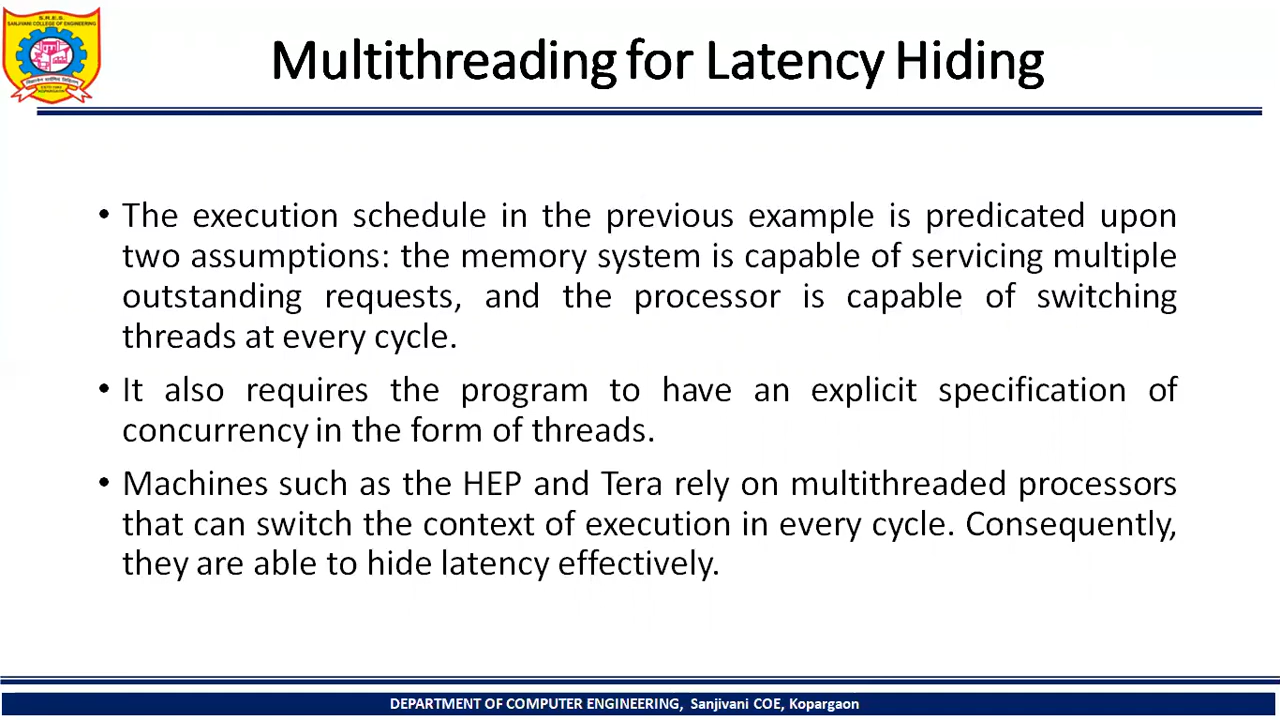 S.R.E.S.
SANJIVANI COLLEGE OF ENGINEERING
Multithreading for Latency Hiding
• The execution schedule in the previous example is predicated upon
two assumptions: the memory system is capable of servicing multiple
outstanding requests, and the processor is capable of switching
threads at every cycle.
• It also requires the program to have an explicit specification of
concurrency in the form of threads.
• Machines such as the HEP and Tera rely on multithreaded processors
that can switch the context of execution in every cycle. Consequently,
they are able to hide latency effectively.
DEPARTMENT OF COMPUTER ENGINEERING, Sanjivani COE, Kopargaon